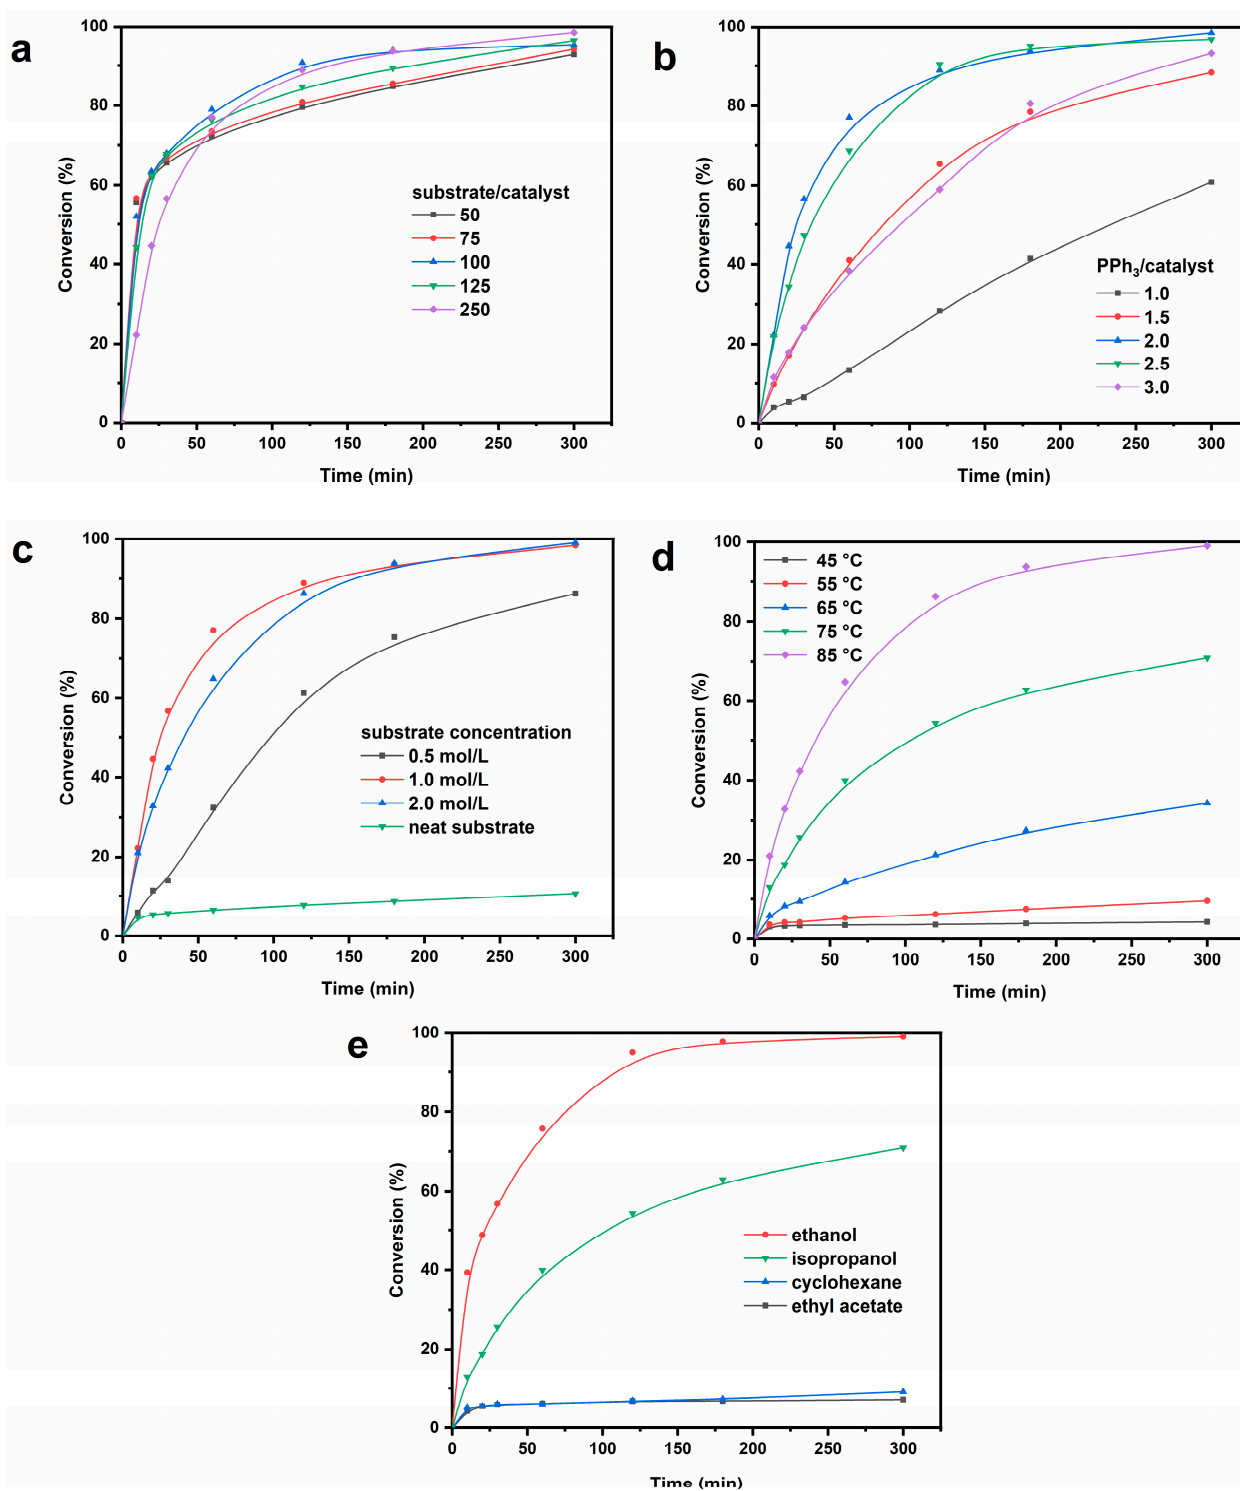 a
100
80
60
40
20
0
Conversion (%)
substrate/catalyst
50
75
100
125
250
0 50 100 150 200 250 300
Time (min)
b
100
80
60
40
20
0
Conversion (%)
PPh3/catalyst
1.0
1.5
2.0
2.5
3.0
0 50 100 150 200 250 300
Time (min)
c
100
80
60
40
20
0
Conversion (%)
substrate concentration
0.5 mol/L
1.0 mol/L
2.0 mol/L
neat substrate
0 50 100 150 200 250 300
Time (min)
d
100
80
60
40
20
0
Conversion (%)
45 °C
55 °C
65 °C
75 °C
85 °C
0 50 100 150 200 250 300
Time (min)
e
100
80
60
40
20
0
Conversion (%)
ethanol
isopropanol
cyclohexane
ethyl acetate
0 50 100 150 200 250 300
Time (min)